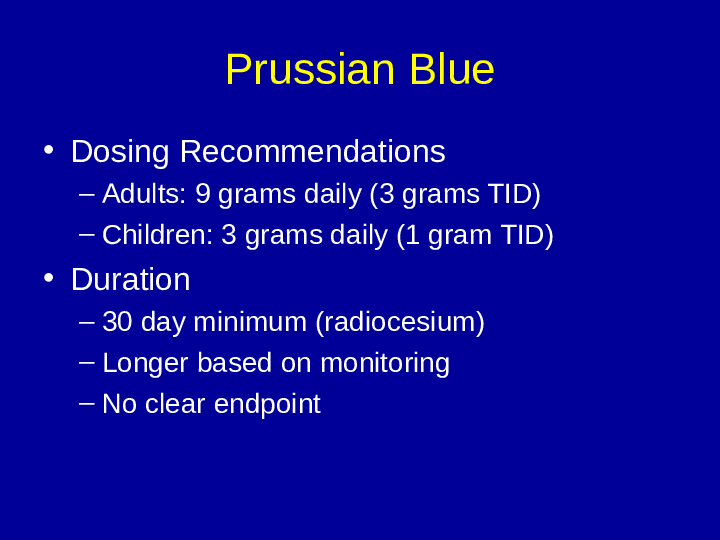 Prussian Blue
• Dosing Recommendations
– Adults: 9 grams daily (3 grams TID)
– Children: 3 grams daily (1 gram TID)
• Duration
– 30 day minimum (radiocesium)
– Longer based on monitoring
– No clear endpoint